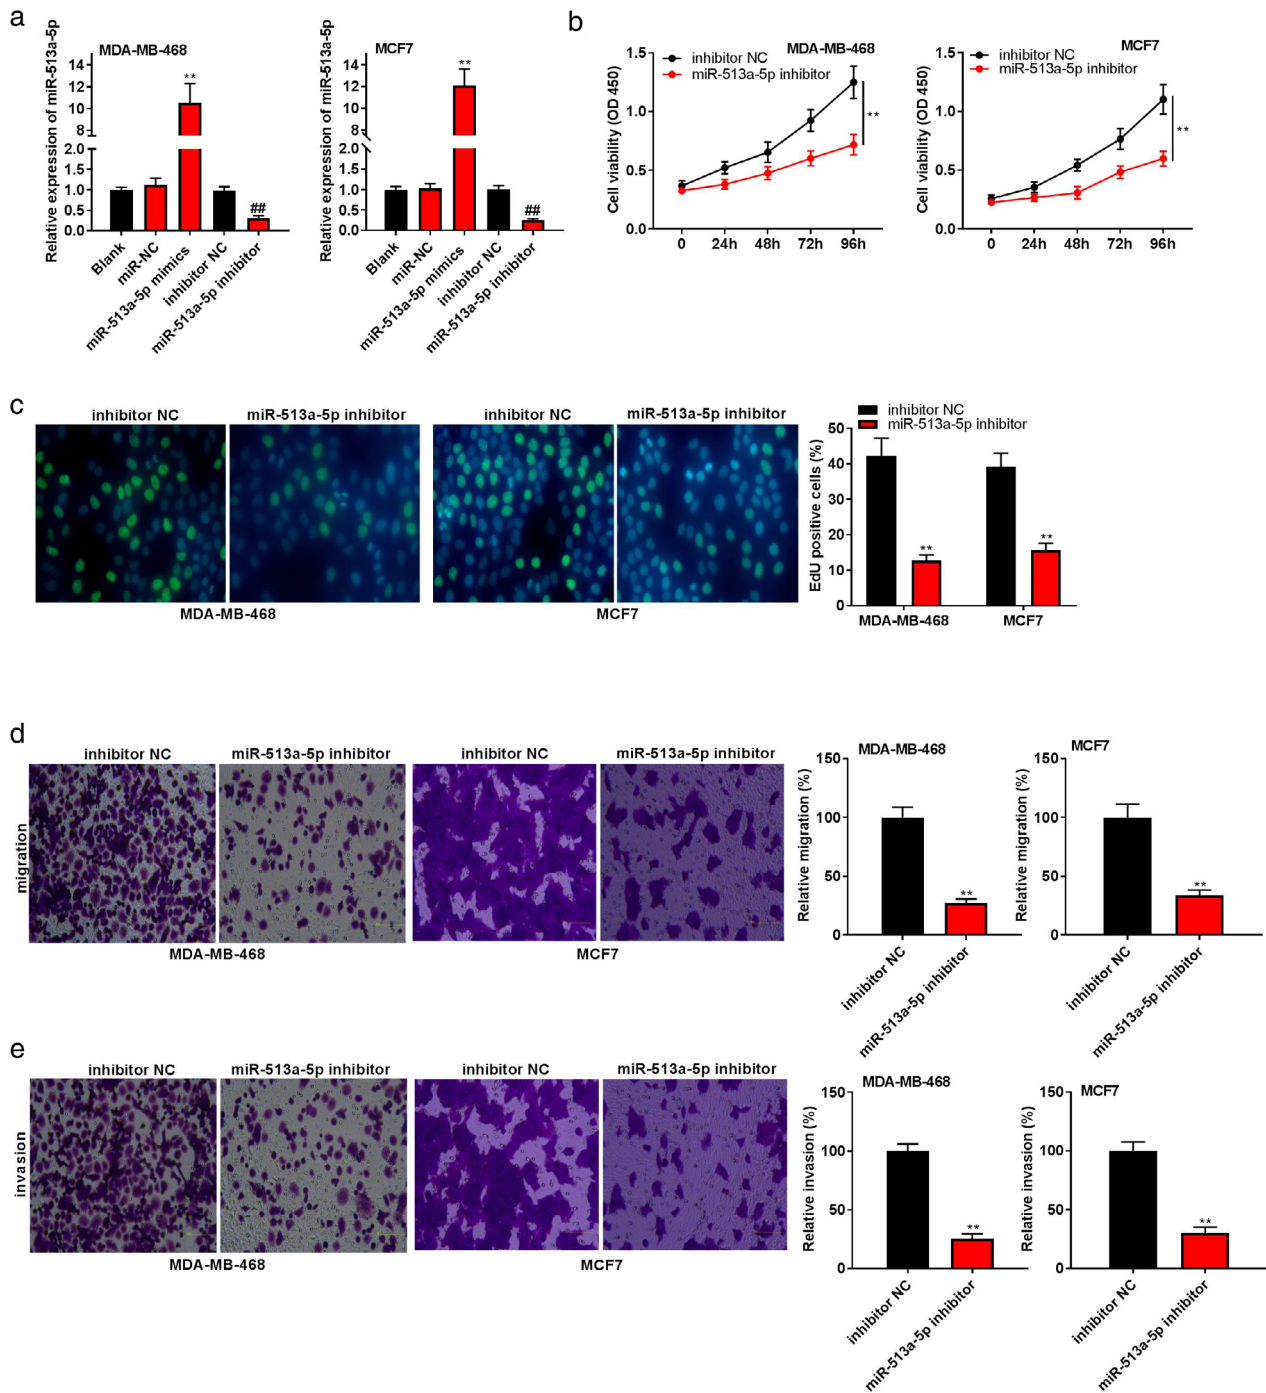 a
MDA-MB-468
Relative expression of miR-513a-5p
14
12
10
8
2.0
1.5
1.0
0.5
0.0
**
##
Blank
miR-NC
miR-513a-5p mimics
inhibitor NC
miR-513a-5p inhibitor
MCF7
Relative expression of miR-513a-5p
14
12
10
8
2.0
1.5
1.0
0.5
0.0
**
##
Blank
miR-NC
miR-513a-5p mimics
inhibitor NC
miR-513a-5p inhibitor
b
MDA-MB-468
inhibitor NC
miR-513a-5p inhibitor
Cell viability (OD 450)
1.5
1.0
0.5
0.0
**
0 24h 48h 72h 96h
MCF7
inhibitor NC
miR-513a-5p inhibitor
Cell viability (OD 450)
1.5
1.0
0.5
0.0
**
0 24h 48h 72h 96h
c
inhibitor NC miR-513a-5p inhibitor inhibitor NC miR-513a-5p inhibitor
MDA-MB-468 MCF7
inhibitor NC
miR-513a-5p inhibitor
EdU positive cells (%)
50
40
30
20
10
0
**
**
MDA-MB-468 MCF7
d
inhibitor NC miR-513a-5p inhibitor inhibitor NC miR-513a-5p inhibitor
migration
MDA-MB-468 MCF7
MDA-MB-468
Relative migration (%)
150
100
50
0
**
inhibitor NC
miR-513a-5p inhibitor
MCF7
Relative migration (%)
150
100
50
0
**
inhibitor NC
miR-513a-5p inhibitor
e
inhibitor NC miR-513a-5p inhibitor inhibitor NC miR-513a-5p inhibitor
invasion
MDA-MB-468 MCF7
MDA-MB-468
Relative invasion (%)
150
100
50
0
**
inhibitor NC
miR-513a-5p inhibitor
MCF7
Relative invasion (%)
150
100
50
0
**
inhibitor NC
miR-513a-5p inhibitor